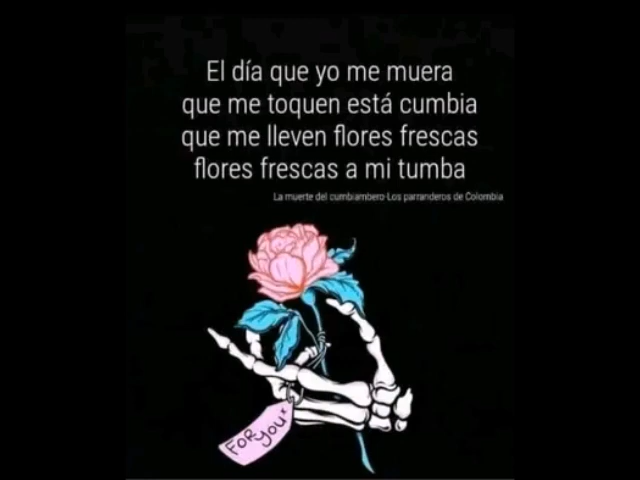 El día que yo me muera
que me toquen está cumbia
que me lleven flores frescas
flores frescas a mi tumba
La muerte del cumbiambero-Los parranderos de Colombia
FOR
YOU x